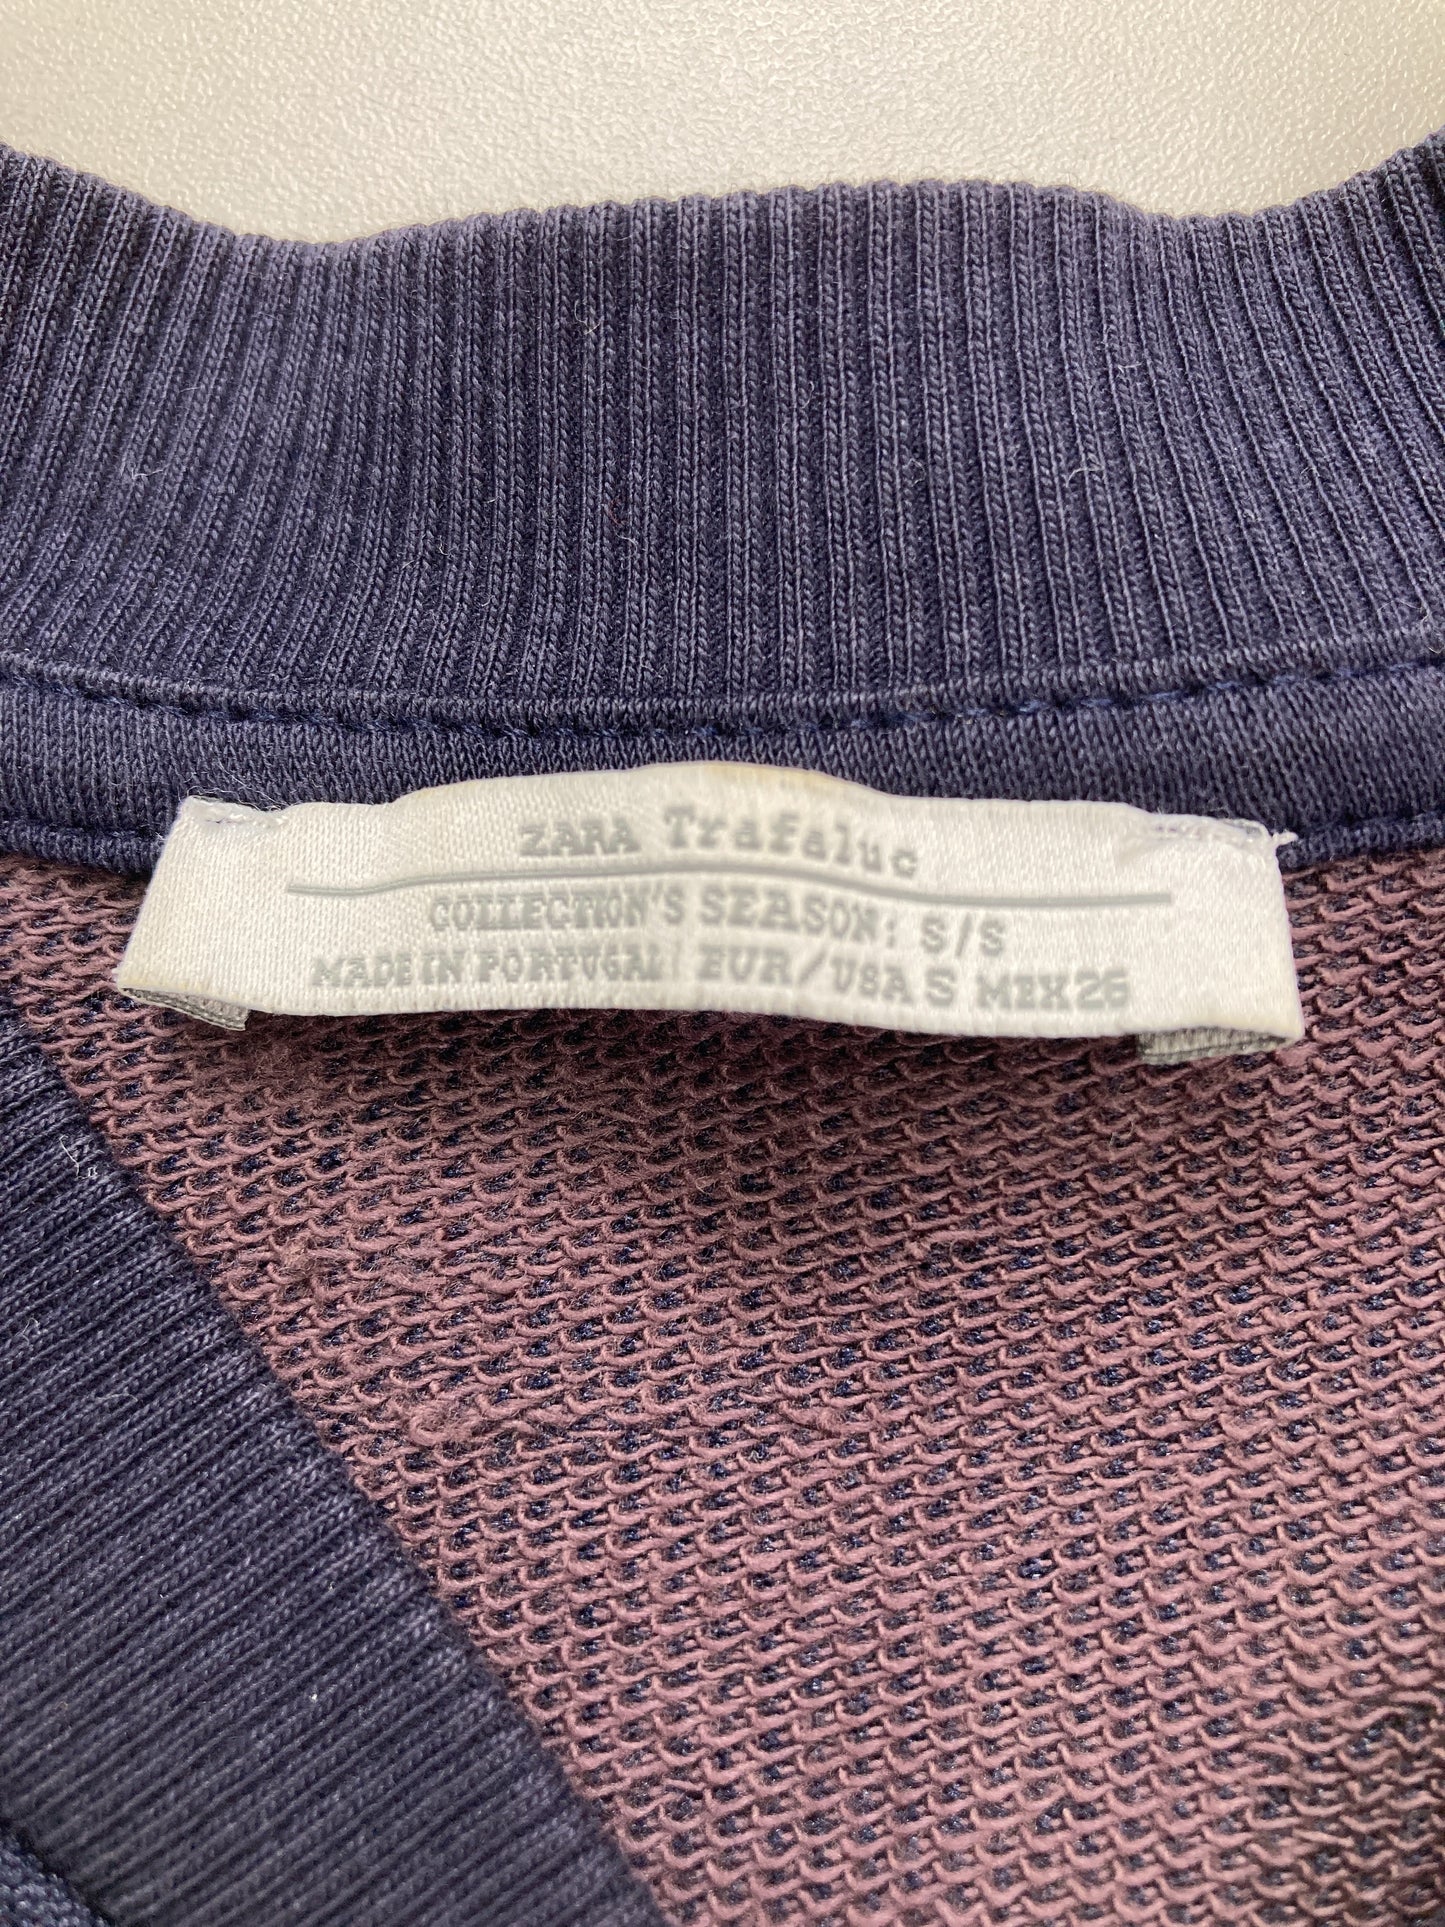 ZARA Trafaluc
COLLECTION'S SEASON: S/S
MADE IN PORTUGAL EUR/USA S MEX 26